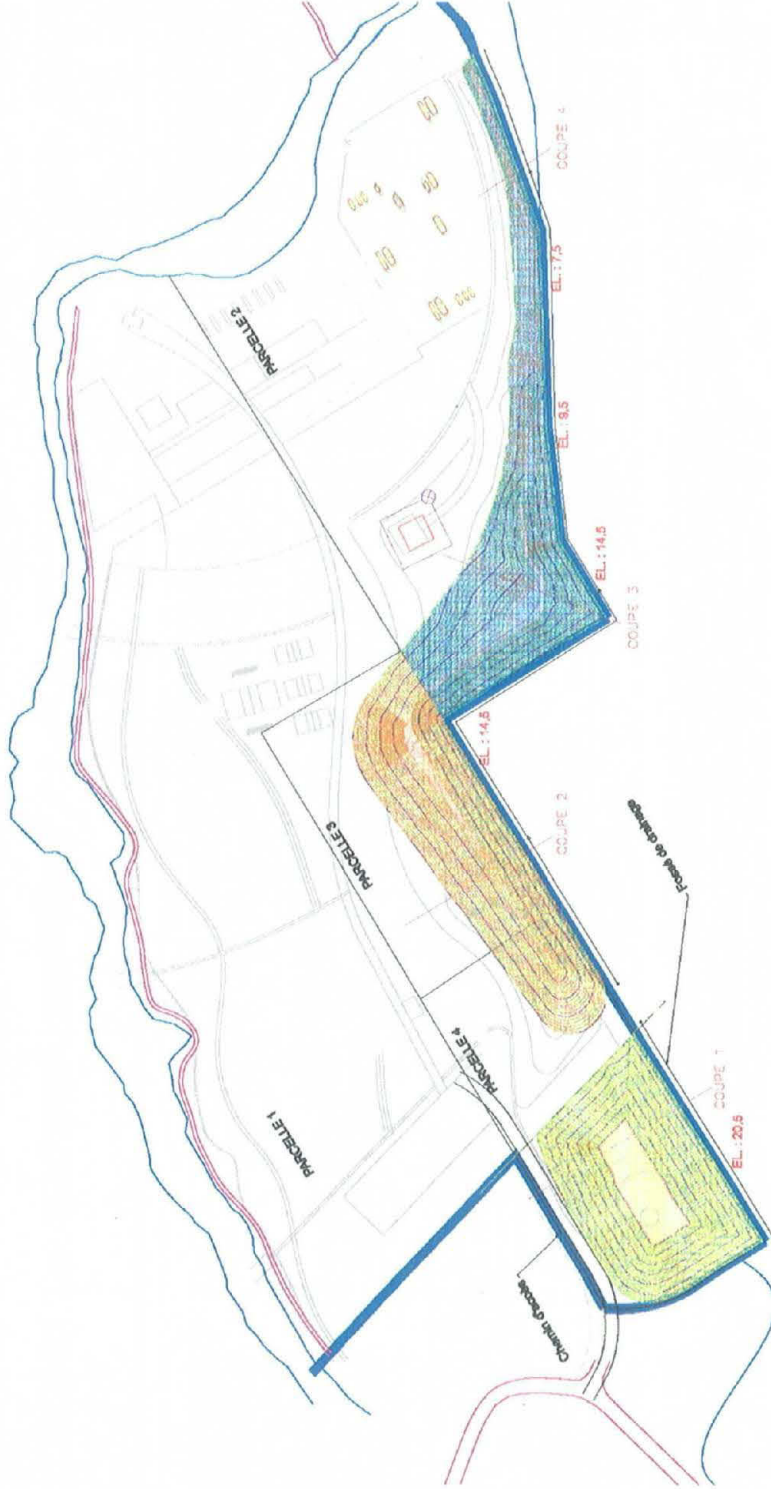 PARCELLE 2
COUPE 4
EL.: 7,5
EL.: 9,5
EL.: 14,5
COUPE 3
EL.: 14,5
PARCELLE 3
COUPE 2
Fossé de drainage
PARCELLE 4
PARCELLE 1
COUPE 1
EL.: 20,5
Chemin d'accès